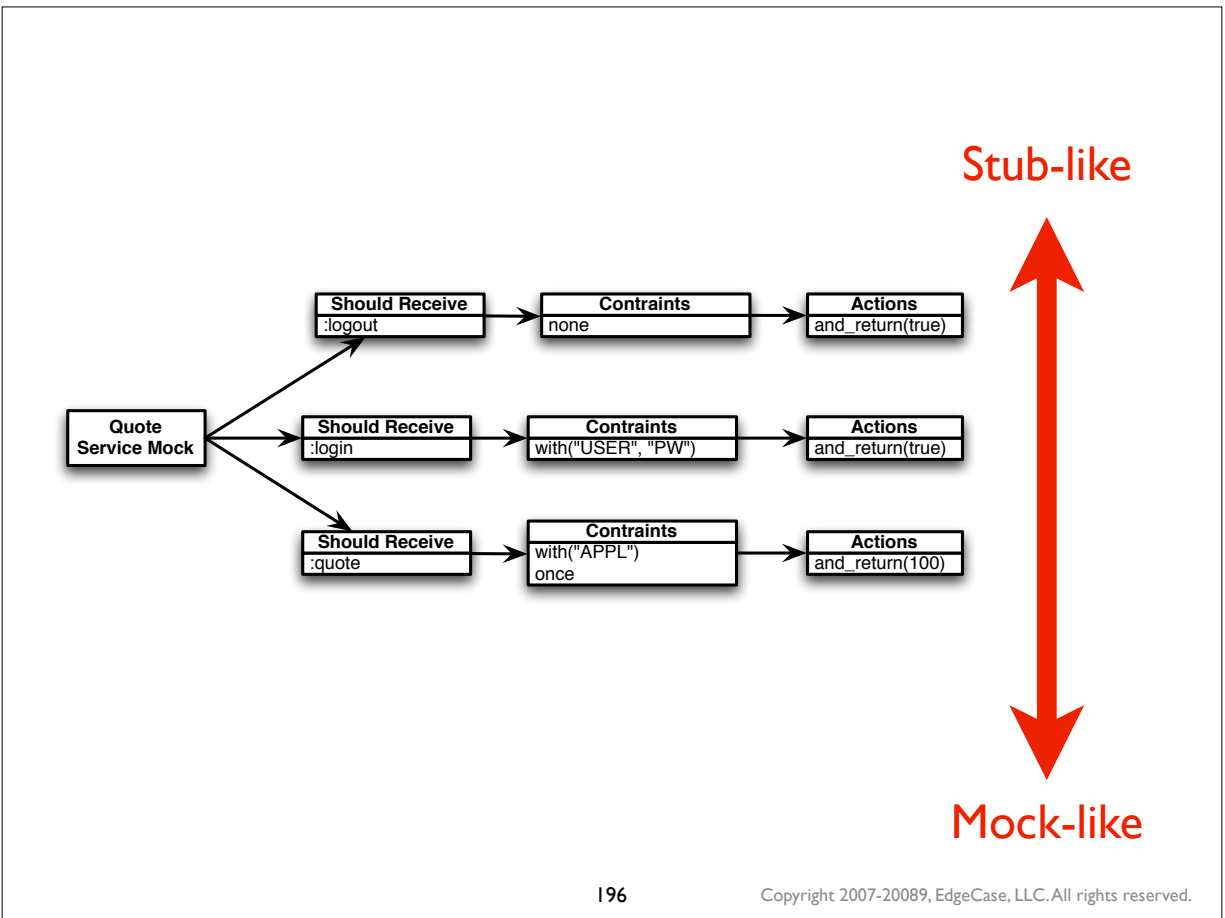 Stub-like
Should Receive
:logout
Contraints
none
Actions
and_return(true)
Quote
Service Mock
Should Receive
:login
Contraints
with("USER", "PW")
Actions
and_return(true)
Should Receive
:quote
Contraints
with("APPL")
once
Actions
and_return(100)
Mock-like
196
Copyright 2007-20089, EdgeCase, LLC. All rights reserved.